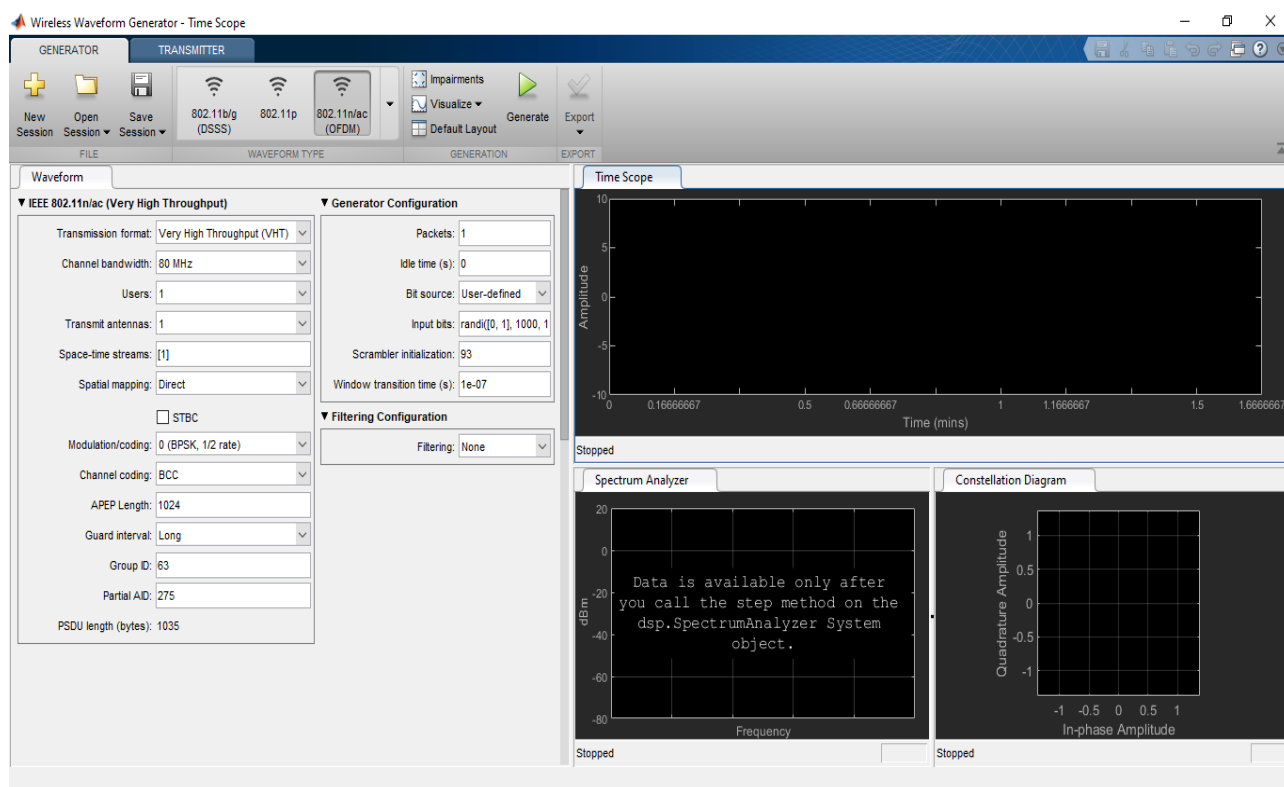 Wireless Waveform Generator - Time Scope
GENERATOR TRANSMITTER
New Session
Open Session
Save Session
802.11b/g (DSSS)
802.11p
802.11n/ac (OFDM)
Impairments
Visualize
Default Layout
Generate
Export
FILE WAVEFORM TYPE GENERATION EXPORT
Waveform
IEEE 802.11n/ac (Very High Throughput)
Transmission format: Very High Throughput (VHT)
Channel bandwidth: 80 MHz
Users: 1
Transmit antennas: 1
Space-time streams: [1]
Spatial mapping: Direct
STBC
Modulation/coding: 0 (BPSK, 1/2 rate)
Channel coding: BCC
APEP Length: 1024
Guard interval: Long
Group ID: 63
Partial AID: 275
PSDU length (bytes): 1035
Generator Configuration
Packets: 1
Idle time (s): 0
Bit source: User-defined
Input bits: randi([0, 1], 1000, 1
Scrambler initialization: 93
Window transition time (s): 1e-07
Filtering Configuration
Filtering: None
Time Scope
10
5
0
-5
-10
Amplitude
0 0.16666667 0.5 0.66666667 1 1.1666667 1.5 1.6666667
Time (mins)
Stopped
Spectrum Analyzer
20
0
-20
-40
-60
-80
dBm
Data is available only after
you call the step method on the
dsp.SpectrumAnalyzer System
object.
Frequency
Stopped
Constellation Diagram
1
0.5
0
-0.5
-1
Quadrature Amplitude
-1 -0.5 0 0.5 1
In-phase Amplitude
Stopped